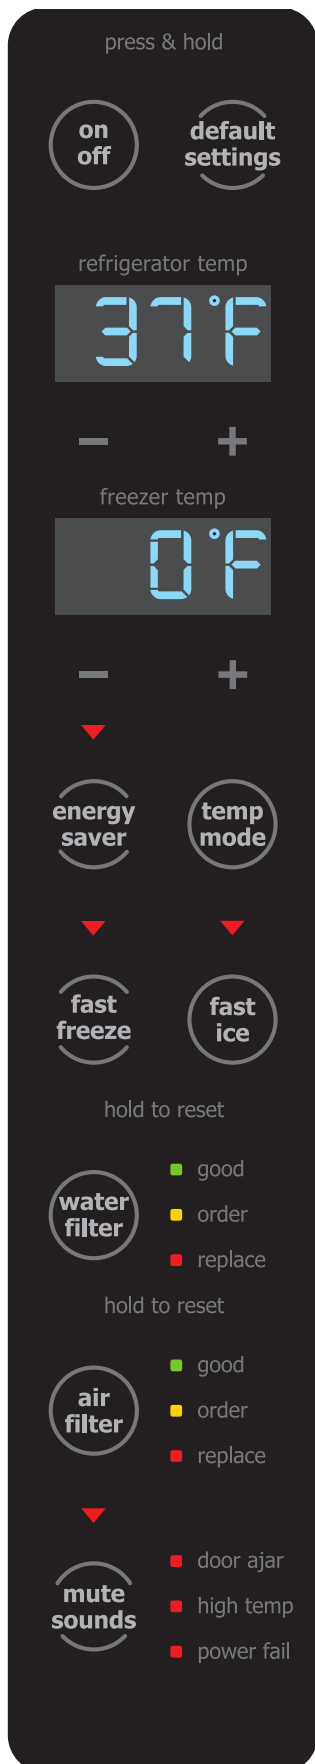 press & hold
on
off
default
settings
refrigerator temp
37°F
− +
freezer temp
0°F
− +
energy
saver
temp
mode
fast
freeze
fast
ice
hold to reset
water
filter
good
order
replace
hold to reset
air
filter
good
order
replace
mute
sounds
door ajar
high temp
power fail